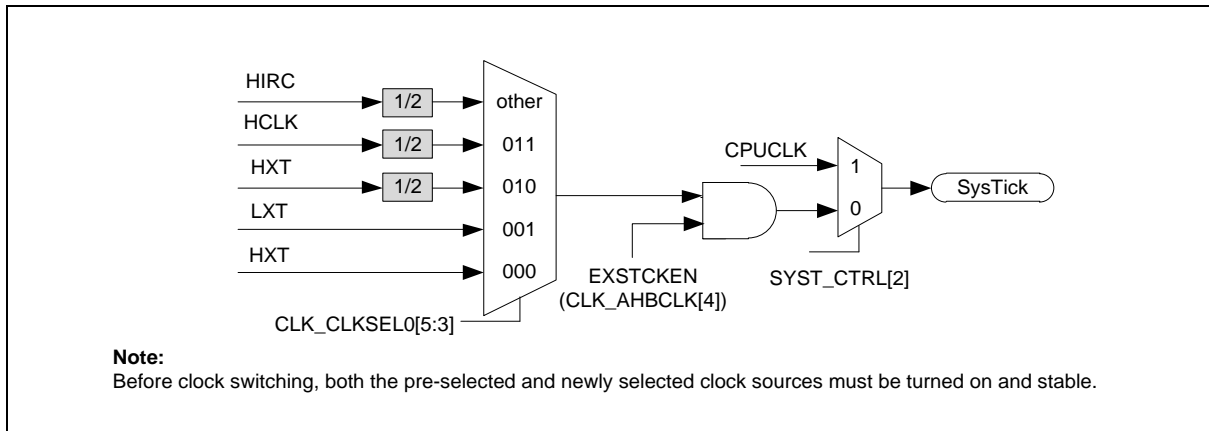 HIRC
1/2
other
HCLK
1/2
011
HXT
1/2
010
LXT
001
HXT
000
CLK_CLKSEL0[5:3]
EXSTCKEN
(CLK_AHBCLK[4])
CPUCLK
1
0
SYST_CTRL[2]
SysTick
Note:
Before clock switching, both the pre-selected and newly selected clock sources must be turned on and stable.